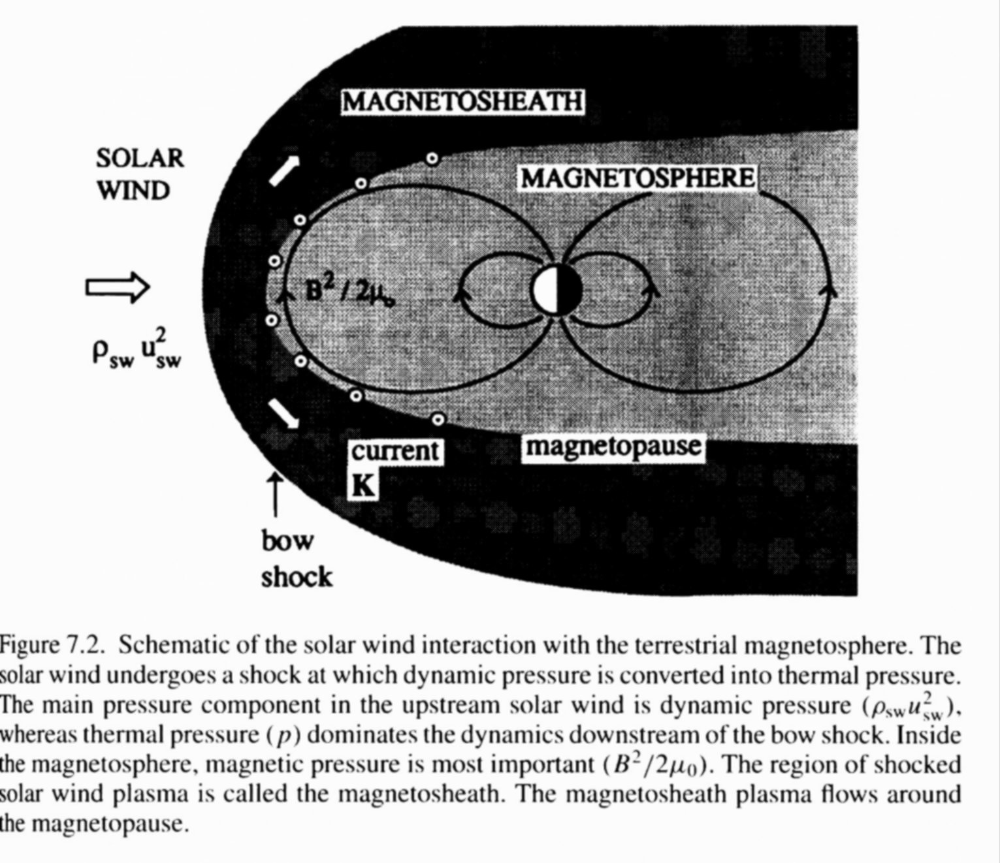 MAGNETOSHEATH
SOLAR
WIND
MAGNETOSPHERE
B² / 2μ₀
ρ_sw u²_sw
current
K
magnetopause
bow
shock
Figure 7.2. Schematic of the solar wind interaction with the terrestrial magnetosphere. The
solar wind undergoes a shock at which dynamic pressure is converted into thermal pressure.
The main pressure component in the upstream solar wind is dynamic pressure (ρ_sw u²_sw),
whereas thermal pressure (p) dominates the dynamics downstream of the bow shock. Inside
the magnetosphere, magnetic pressure is most important (B²/2μ₀). The region of shocked
solar wind plasma is called the magnetosheath. The magnetosheath plasma flows around
the magnetopause.